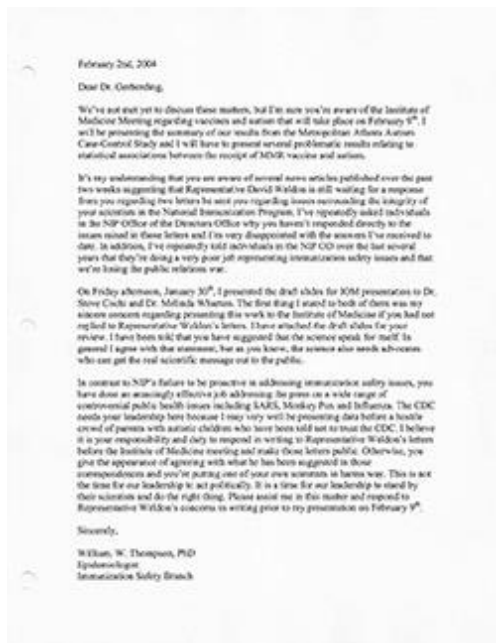 February 2nd, 2004
Dear Dr. Gerberding,
We've not met yet to discuss these matters, but I'm sure you're aware of the Institute of
Medicine Meeting regarding vaccines and autism that will take place on February 9th. I
will be presenting the summary of our results from the Metropolitan Atlanta Autism
Case-Control Study and I will have to present several problematic results relating to
statistical associations between the receipt of MMR vaccine and autism.
It's my understanding that you are aware of several news articles published over the past
two weeks suggesting that Representative David Weldon is still waiting for a response
from you regarding two letters he sent you regarding issues surrounding the integrity of
your scientists in the National Immunization Program. I've repeatedly asked individuals
in the NIP Office of the Directors Office why you haven't responded directly to the
issues raised in those letters and I'm very disappointed with the answers I've received to
date. In addition, I've repeatedly told individuals in the NIP OD over the last several
years that they're doing a very poor job representing immunization safety issues and that
we're losing the public relations war.
On Friday afternoon, January 30th, I presented the draft slides for IOM presentation to Dr.
Steve Cochi and Dr. Melinda Wharton. The first thing I stated to both of them was my
sincere concern regarding presenting this work to the Institute of Medicine if you had not
replied to Representative Weldon's letters. I have attached the draft slides for your
review. I have been told that you have suggested that the science speak for itself. In
general I agree with that statement, but as you know, the science also needs advocates
who can get the real scientific message out to the public.
In contrast to NIP's failure to be proactive in addressing immunization safety issues, you
have done an amazingly effective job addressing the press on a wide range of
controversial public health issues including SARS, Monkey Pox and Influenza. The CDC
needs your leadership here because I may very well be presenting data before a hostile
crowd of parents with autistic children who have been told not to trust the CDC. I believe
it is your responsibility and duty to respond in writing to Representative Weldon's letters
before the Institute of Medicine meeting and make those letters public. Otherwise, you
give the appearance of agreeing with what he has been suggested in those
correspondences and you're putting one of your own scientists in harms way. This is not
the time for our leadership to act politically. It is a time for our leadership to stand by
their scientists and do the right thing. Please assist me in this matter and respond to
Representative Weldon's concerns in writing prior to my presentation on February 9th.
Sincerely,
William. W. Thompson, PhD
Epidemiologist
Immunization Safety Branch